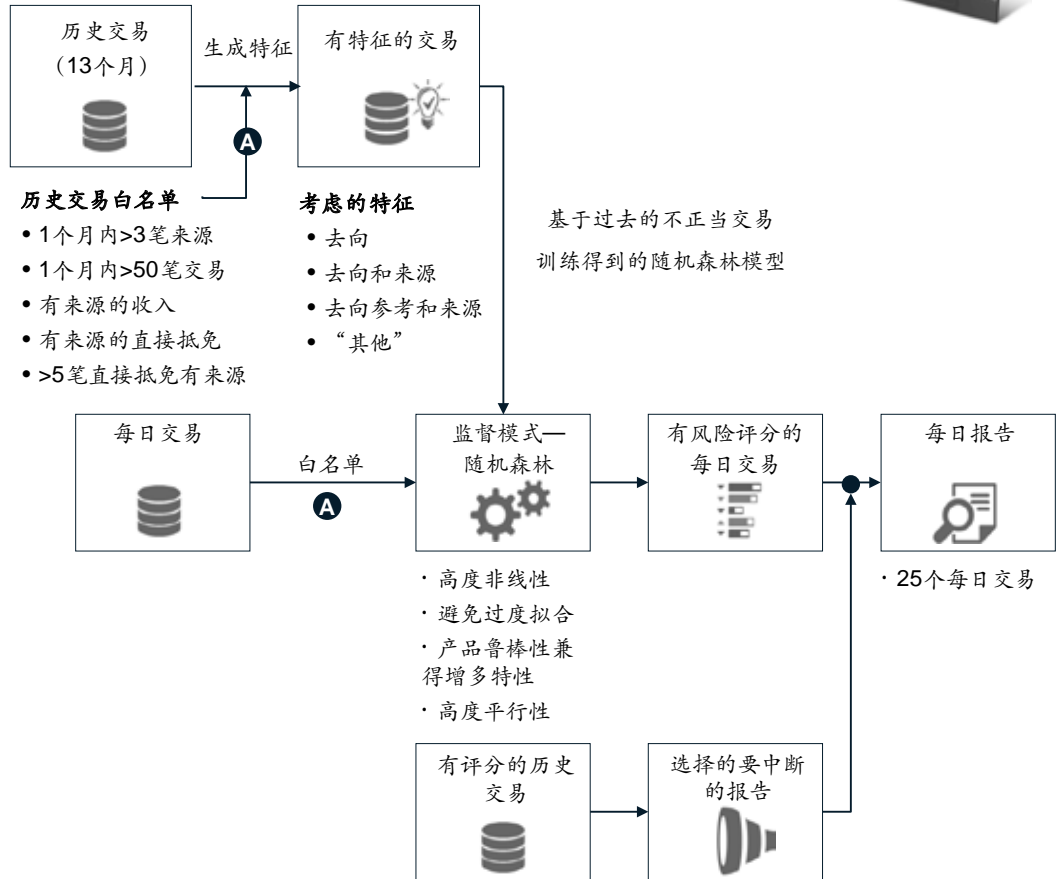 历史交易
（13个月）
生成特征
有特征的交易
A
历史交易白名单
• 1个月内>3笔来源
• 1个月内>50笔交易
• 有来源的收入
• 有来源的直接抵免
• >5笔直接抵免有来源
考虑的特征
• 去向
• 去向和来源
• 去向参考和来源
• “其他”
基于过去的不正当交易
训练得到的随机森林模型
每日交易
白名单
A
监督模式—
随机森林
有风险评分的
每日交易
每日报告
· 高度非线性
· 避免过度拟合
· 产品鲁棒性兼
得增多特性
· 高度平行性
· 25个每日交易
有评分的历史
交易
选择的要中断
的报告